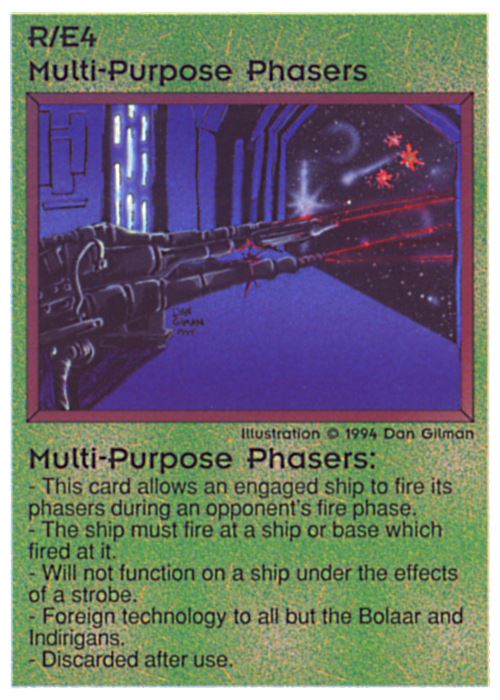 R/E4
Multi-Purpose Phasers
DAN
GILMAN
Illustration © 1994 Dan Gilman
Multi-Purpose Phasers:
- This card allows an engaged ship to fire its
phasers during an opponent's fire phase.
- The ship must fire at a ship or base which
fired at it.
- Will not function on a ship under the effects
of a strobe.
- Foreign technology to all but the Bolaar and
Indirigans.
- Discarded after use.